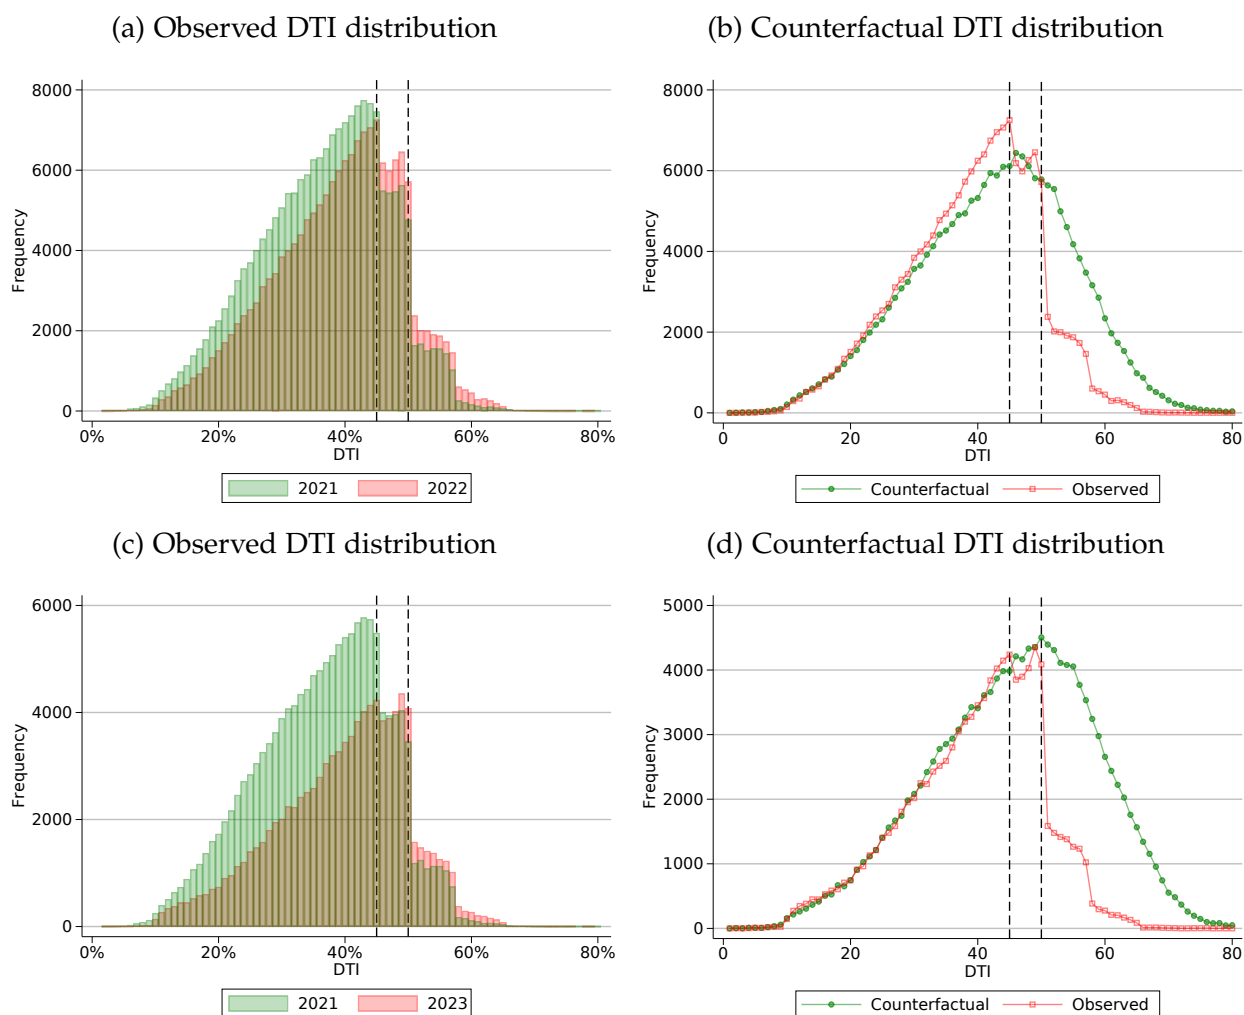 (a) Observed DTI distribution
(b) Counterfactual DTI distribution
8000
6000
4000
2000
0
Frequency
0%
20%
40%
60%
80%
DTI
2021
2022
8000
6000
4000
2000
0
Frequency
0
20
40
60
80
DTI
Counterfactual
Observed
(c) Observed DTI distribution
(d) Counterfactual DTI distribution
6000
4000
2000
0
Frequency
0%
20%
40%
60%
80%
DTI
2021
2023
5000
4000
3000
2000
1000
0
Frequency
0
20
40
60
80
DTI
Counterfactual
Observed